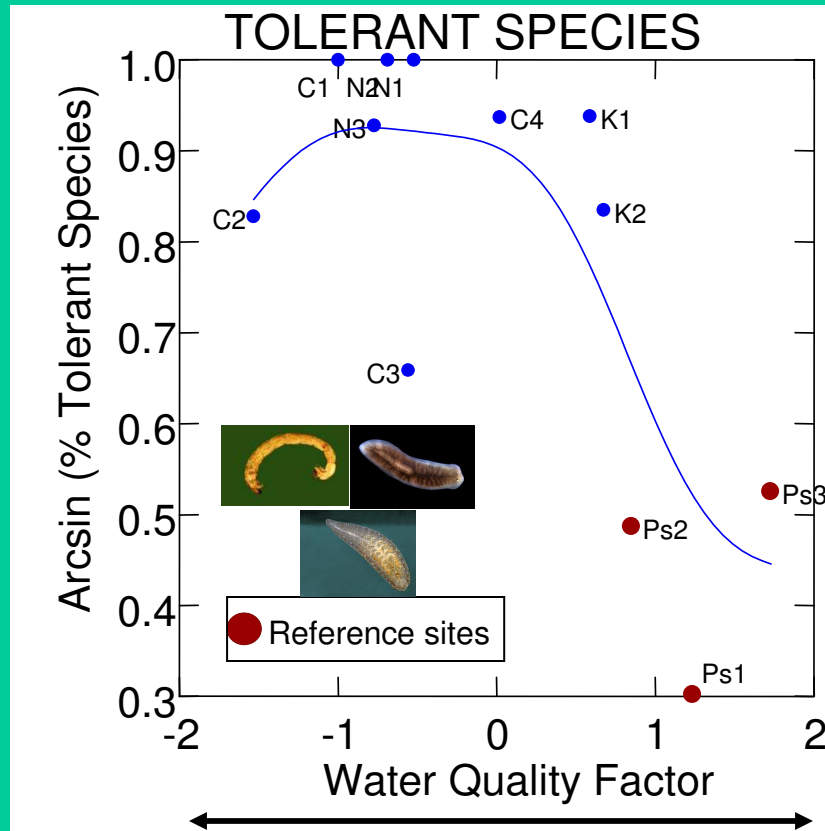 TOLERANT SPECIES
Arcsin (% Tolerant Species)
1.0
0.9
0.8
0.7
0.6
0.5
0.4
0.3
C1 N2 N1
N3
C4
K1
C2
K2
C3
Ps3
Ps2
Reference sites
Ps1
-2 -1 0 1 2
Water Quality Factor